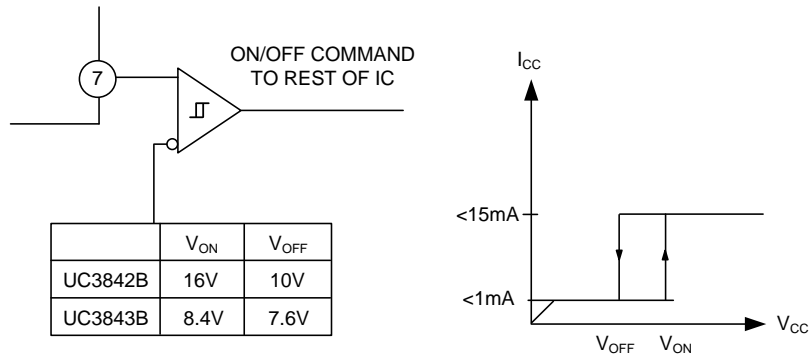 7
ON/OFF COMMAND
TO REST OF IC
V_ON V_OFF
UC3842B 16V 10V
UC3843B 8.4V 7.6V
I_CC
<15mA
<1mA
V_OFF V_ON
V_CC